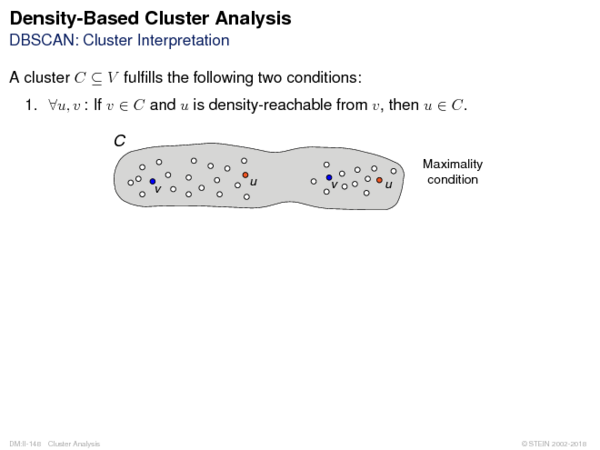 Density-Based Cluster Analysis
DBSCAN: Cluster Interpretation
A cluster C ⊆ V fulfills the following two conditions:
1. ∀u, v : If v ∈ C and u is density-reachable from v, then u ∈ C.
C
Maximality
condition
v u v u
DM:II-146 Cluster Analysis © STEIN 2002-2018